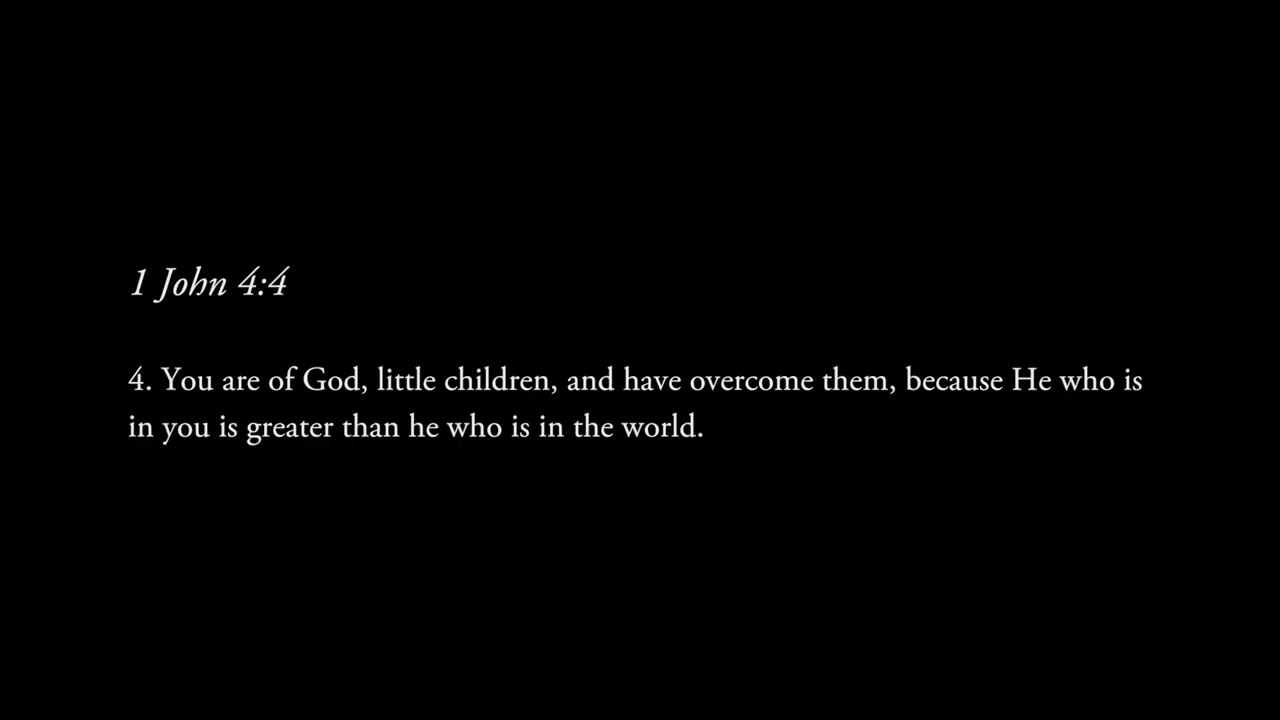 1 John 4:4
4. You are of God, little children, and have overcome them, because He who is
in you is greater than he who is in the world.